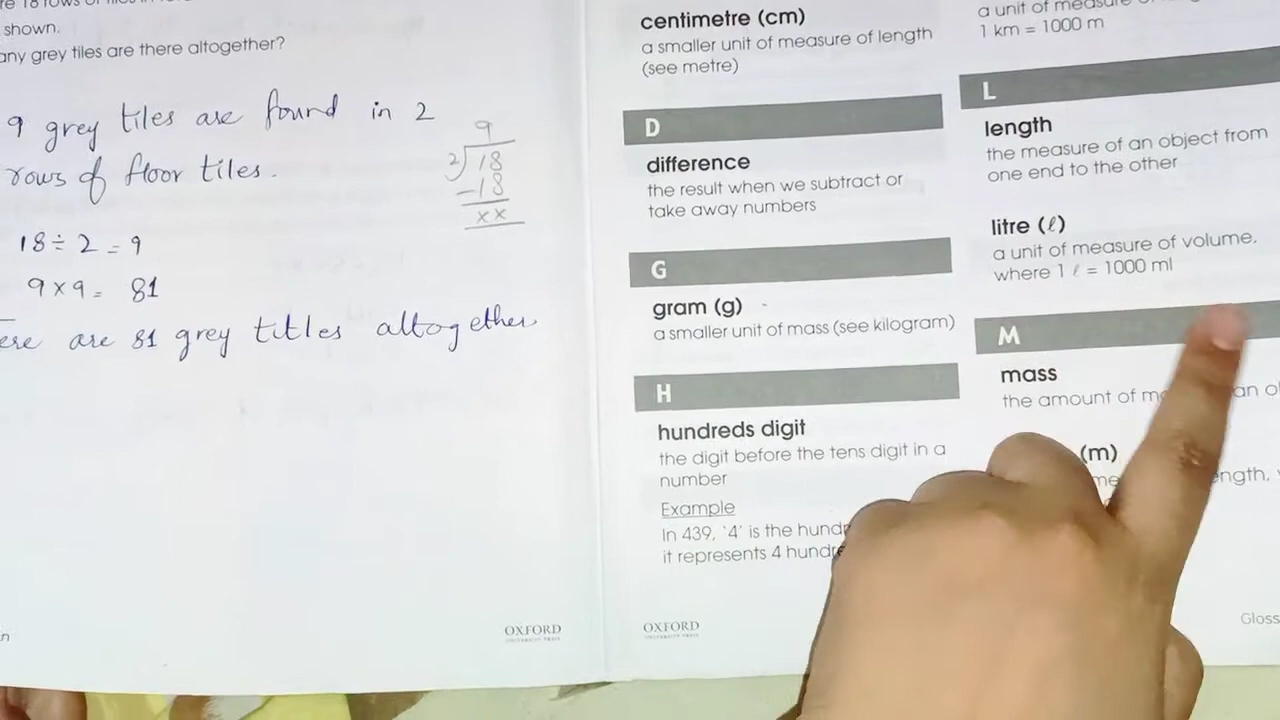 shown.
any grey tiles are there altogether?
9 grey tiles are found in 2
rows of floor tiles.
9
2 18
-18
xx
18 ÷ 2 = 9
9 x 9 = 81
ere are 81 grey titles altogether
OXFORD
centimetre (cm)
a smaller unit of measure of length
(see metre)
D
difference
the result when we subtract or
take away numbers
G
gram (g)
a smaller unit of mass (see kilogram)
H
hundreds digit
the digit before the tens digit in a
number
Example
In 439, '4' is the hund
it represents 4 hundre
OXFORD
a unit of measure
1 km = 1000 m
L
length
the measure of an object from
one end to the other
litre (ℓ)
a unit of measure of volume,
where 1 ℓ = 1000 ml
M
mass
the amount of m an o
(m)
me ngth,
Gloss